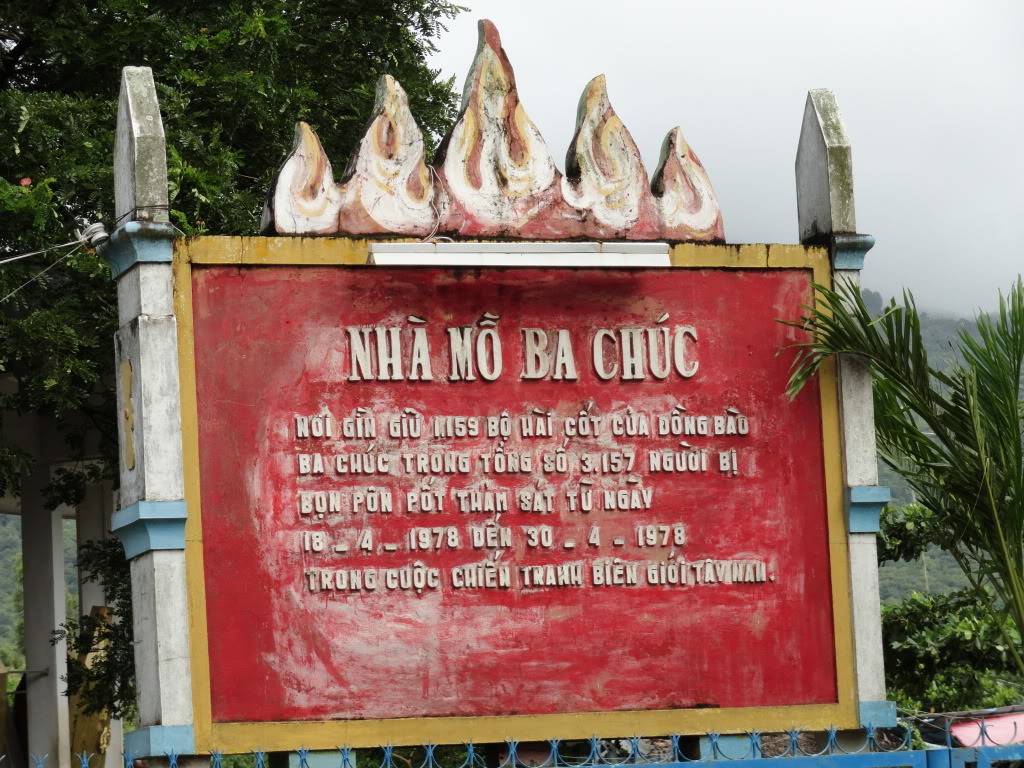 NHÀ MỒ BA CHÚC
NƠI GÌN GIỮ 1.159 BỘ HÀI CỐT CỦA ĐỒNG BÀO
BA CHÚC TRONG TỔNG SỐ 3.157 NGƯỜI BỊ
BỌN PÔN PỐT THẢM SÁT TỪ NGÀY
18 _ 4 _ 1978 ĐẾN 30 _ 4 _ 1978
TRONG CUỘC CHIẾN TRANH BIÊN GIỚI TÂY NAM.